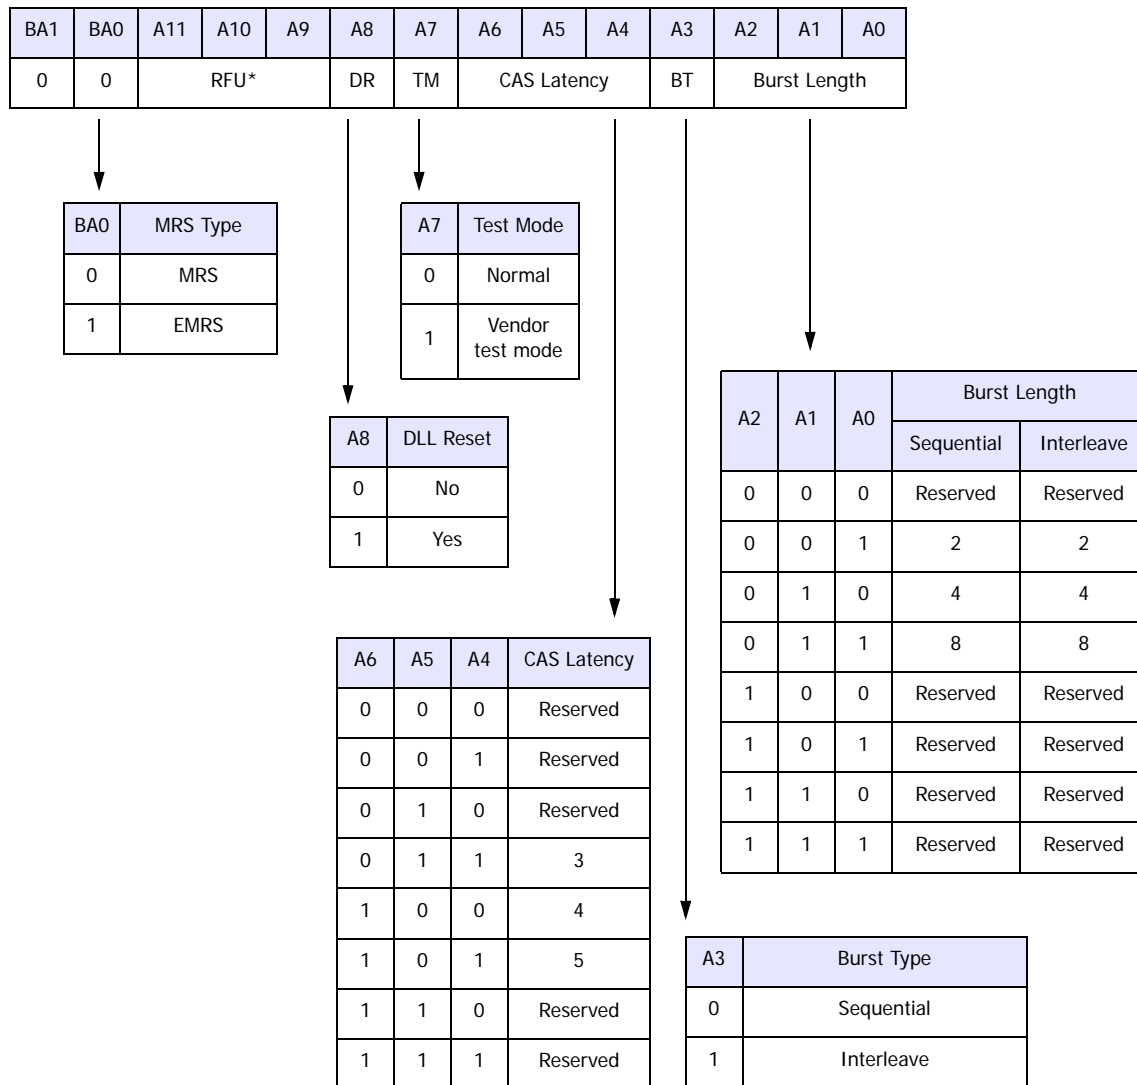 BA1 BA0 A11 A10 A9 A8 A7 A6 A5 A4 A3 A2 A1 A0
0 0 RFU* DR TM CAS Latency BT Burst Length
BA0 MRS Type
0 MRS
1 EMRS
A7 Test Mode
0 Normal
1 Vendor
test mode
A8 DLL Reset
0 No
1 Yes
A2 A1 A0 Burst Length
Sequential Interleave
0 0 0 Reserved Reserved
0 0 1 2 2
0 1 0 4 4
0 1 1 8 8
1 0 0 Reserved Reserved
1 0 1 Reserved Reserved
1 1 0 Reserved Reserved
1 1 1 Reserved Reserved
A6 A5 A4 CAS Latency
0 0 0 Reserved
0 0 1 Reserved
0 1 0 Reserved
0 1 1 3
1 0 0 4
1 0 1 5
1 1 0 Reserved
1 1 1 Reserved
A3 Burst Type
0 Sequential
1 Interleave